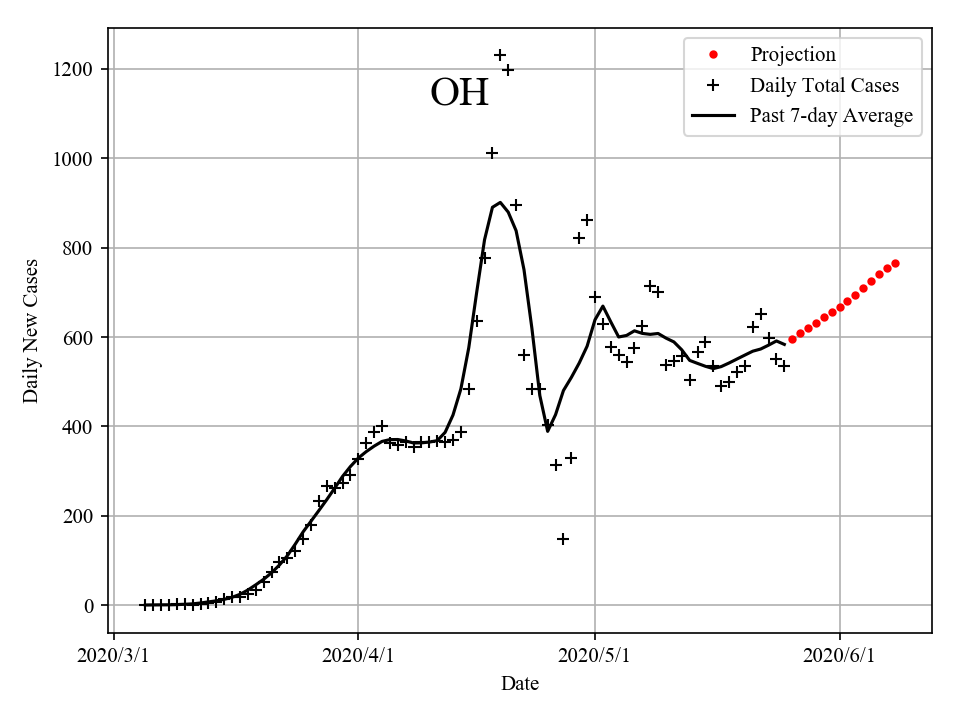 OH
Projection
Daily Total Cases
Past 7-day Average
Daily New Cases
1200
1000
800
600
400
200
0
2020/3/1 2020/4/1 2020/5/1 2020/6/1
Date